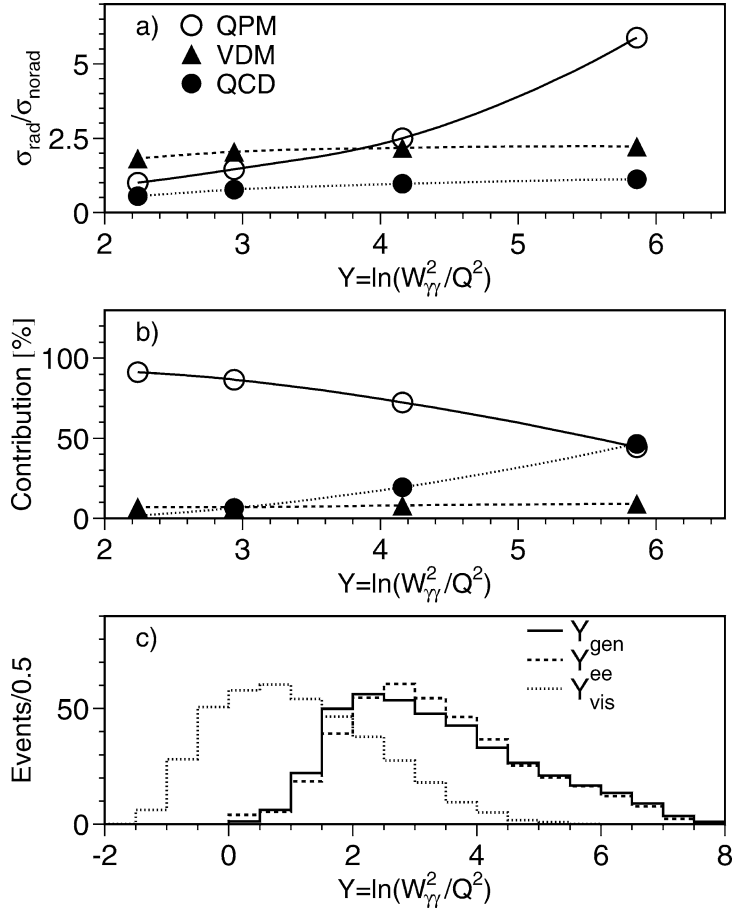 a)
QPM
VDM
QCD
σrad/σnorad
5
2.5
0
2 3 4 5 6
Y=ln(W²γγ/Q²)
b)
Contribution [%]
100
50
0
2 3 4 5 6
Y=ln(W²γγ/Q²)
c)
Ygen
Yee
Yvis
Events/0.5
50
0
-2 0 2 4 6 8
Y=ln(W²γγ/Q²)